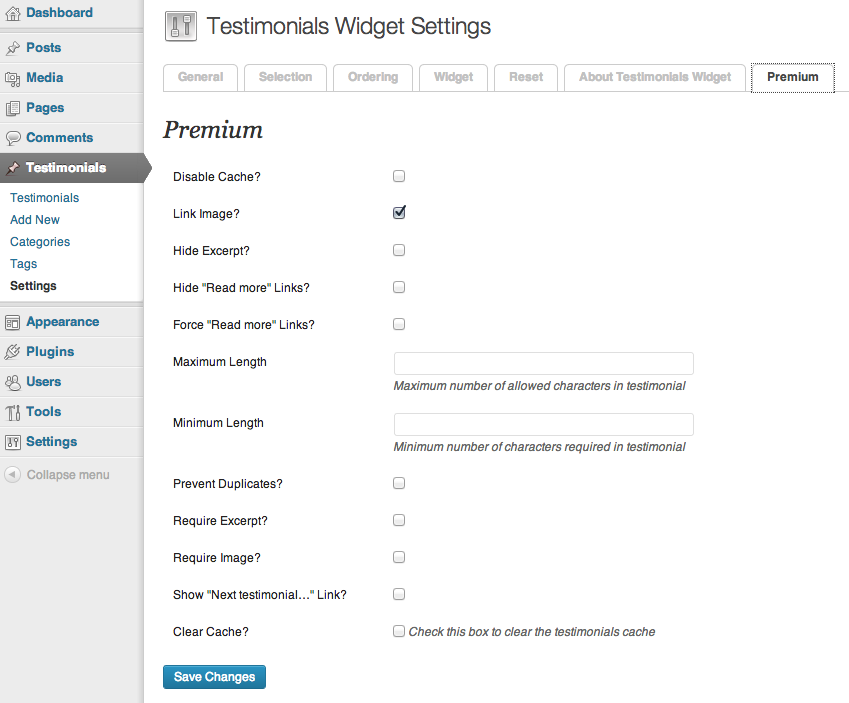 Dashboard
Posts
Media
Pages
Comments
Testimonials
Testimonials
Add New
Categories
Tags
Settings
Appearance
Plugins
Users
Tools
Settings
Collapse menu
Testimonials Widget Settings
General Selection Ordering Widget Reset About Testimonials Widget Premium
Premium
Disable Cache?
Link Image?
Hide Excerpt?
Hide "Read more" Links?
Force "Read more" Links?
Maximum Length
Maximum number of allowed characters in testimonial
Minimum Length
Minimum number of characters required in testimonial
Prevent Duplicates?
Require Excerpt?
Require Image?
Show "Next testimonial…" Link?
Clear Cache? Check this box to clear the testimonials cache
Save Changes